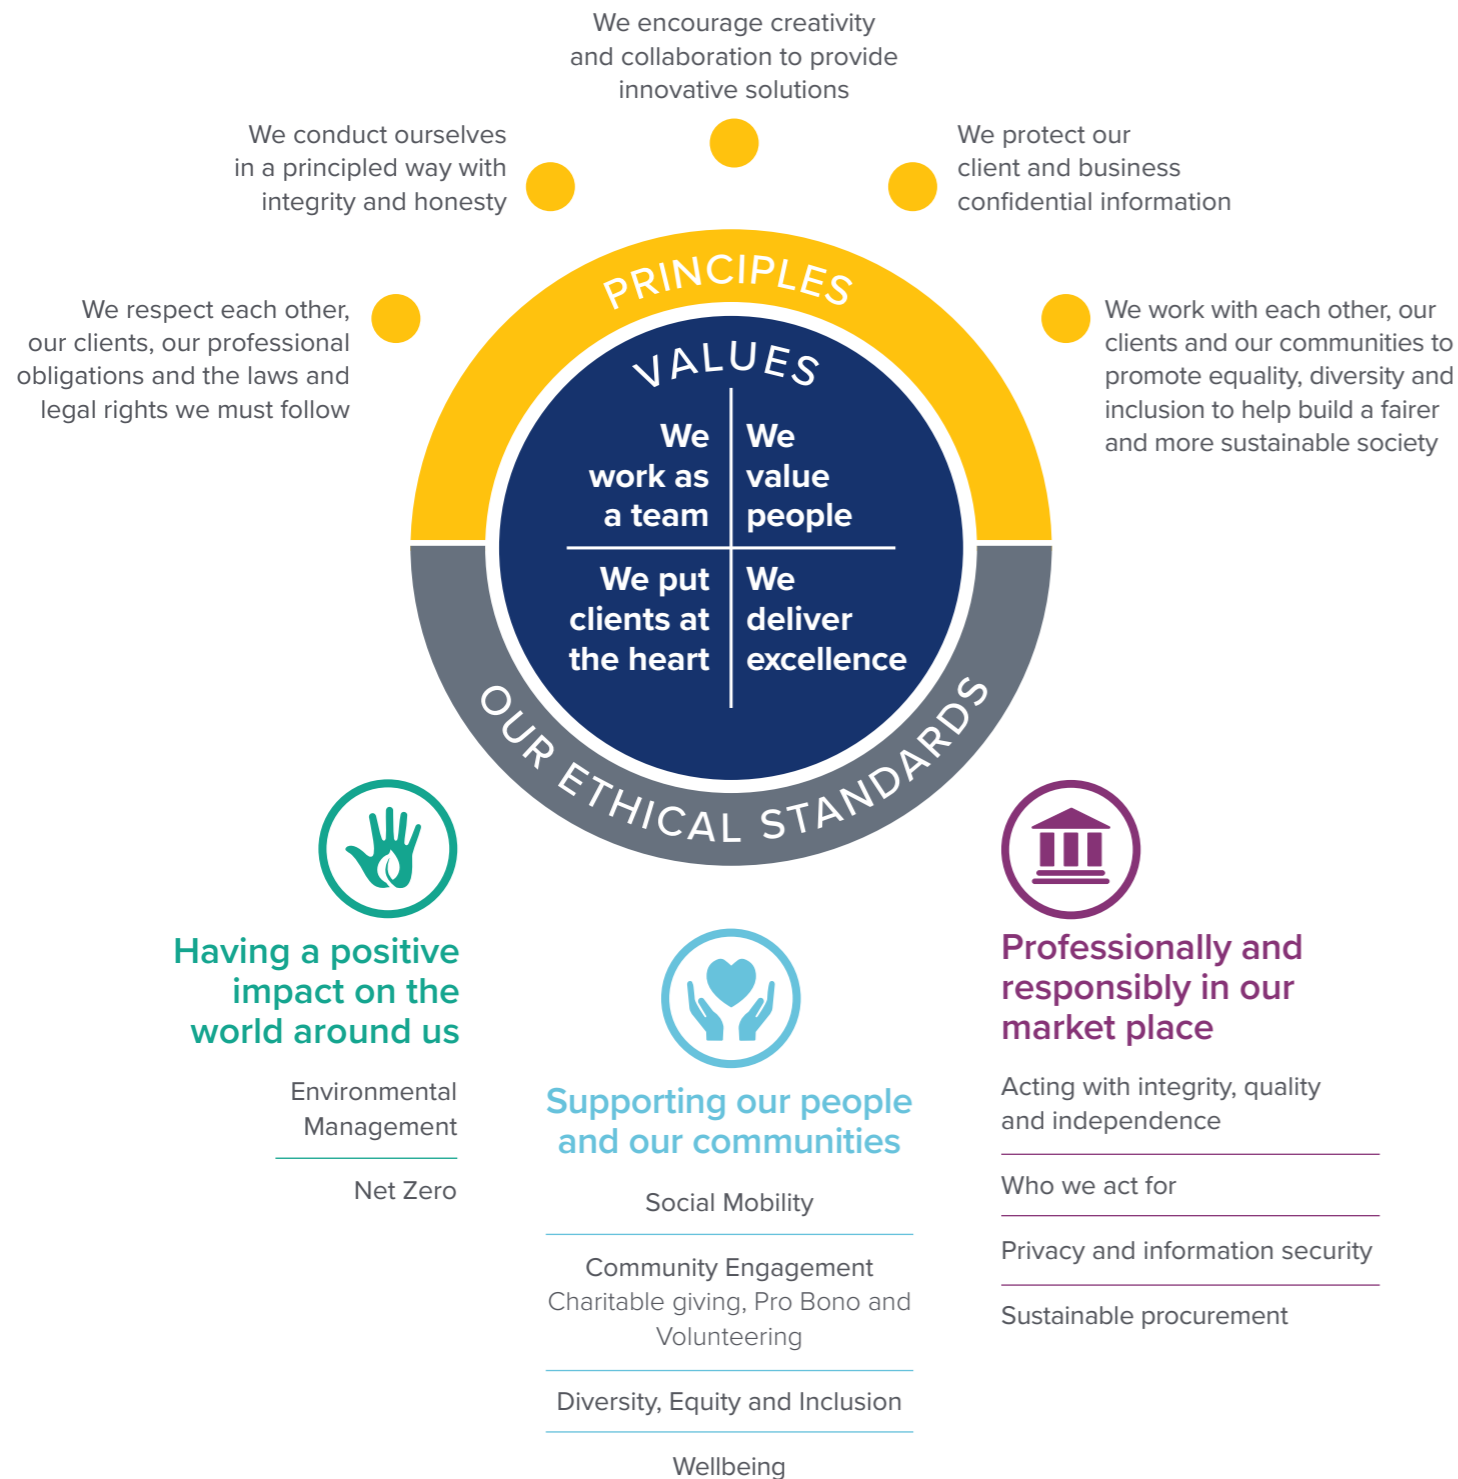 We encourage creativity
and collaboration to provide
innovative solutions
We conduct ourselves
in a principled way with
integrity and honesty
We protect our
client and business
confidential information
We respect each other,
our clients, our professional
obligations and the laws and
legal rights we must follow
We work with each other, our
clients and our communities to
promote equality, diversity and
inclusion to help build a fairer
and more sustainable society
PRINCIPLES
VALUES
We
work as
a team
We
value
people
We put
clients at
the heart
We
deliver
excellence
OUR ETHICAL STANDARDS
Having a positive
impact on the
world around us
Environmental
Management
Net Zero
Supporting our people
and our communities
Social Mobility
Community Engagement
Charitable giving, Pro Bono and
Volunteering
Diversity, Equity and Inclusion
Wellbeing
Professionally and
responsibly in our
market place
Acting with integrity, quality
and independence
Who we act for
Privacy and information security
Sustainable procurement